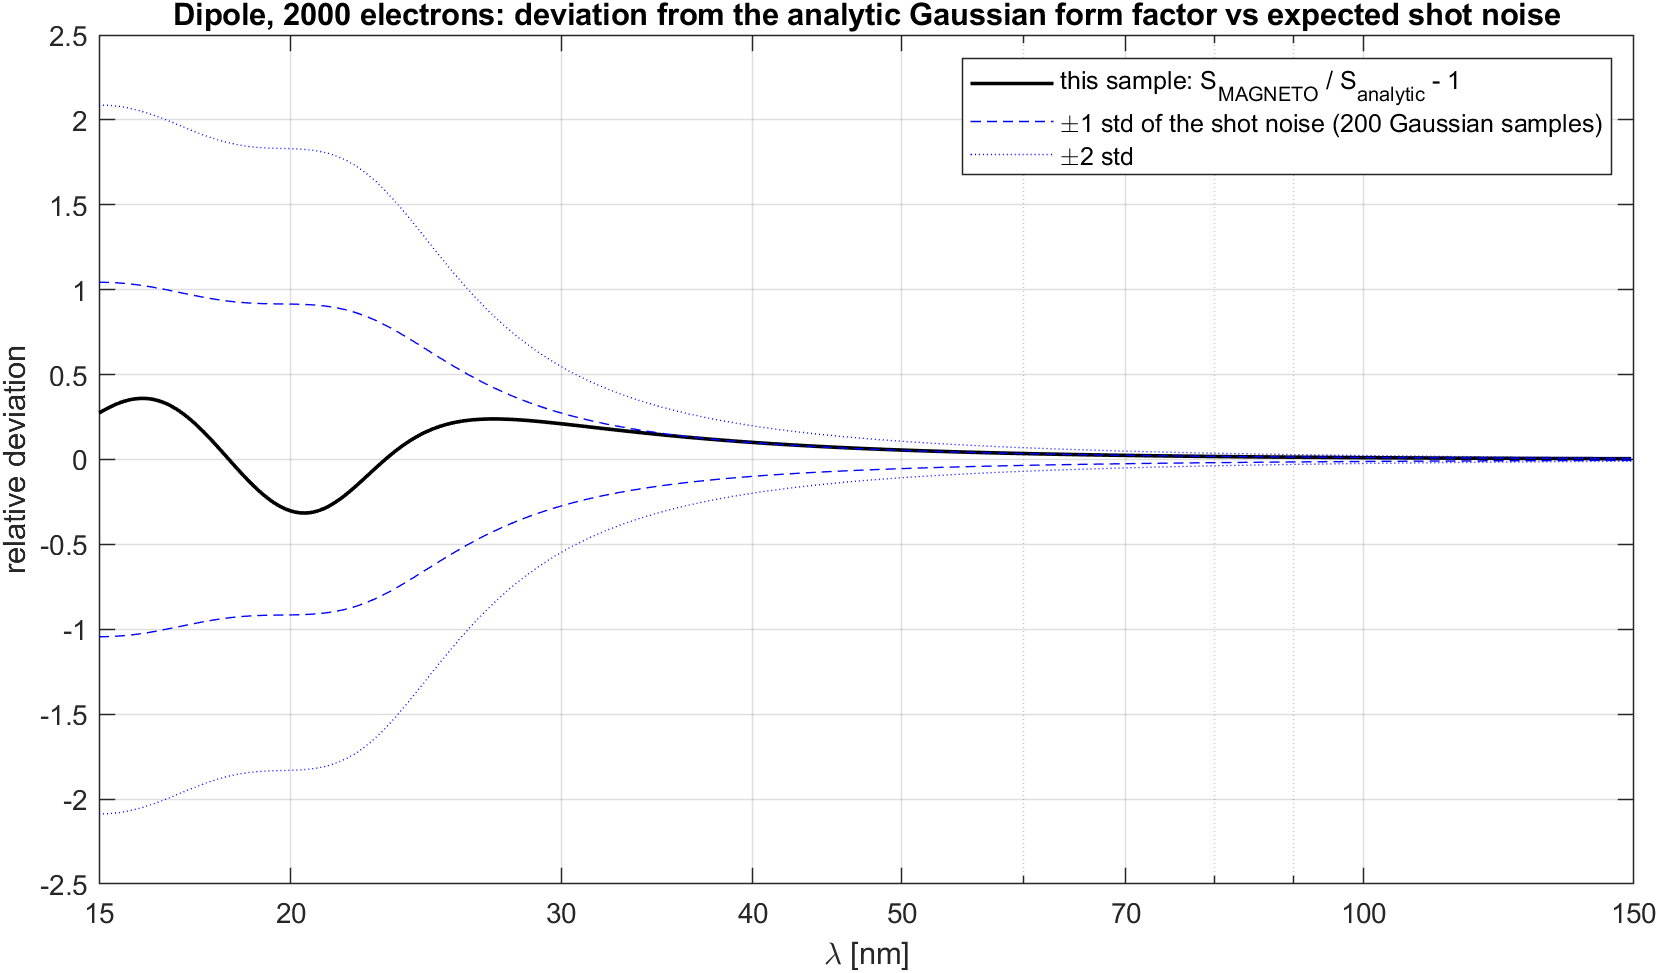 Dipole, 2000 electrons: deviation from the analytic Gaussian form factor vs expected shot noise
this sample: S_MAGNETO / S_analytic - 1
±1 std of the shot noise (200 Gaussian samples)
±2 std
relative deviation
2.5
2
1.5
1
0.5
0
-0.5
-1
-1.5
-2
-2.5
15 20 30 40 50 70 100 150
λ [nm]